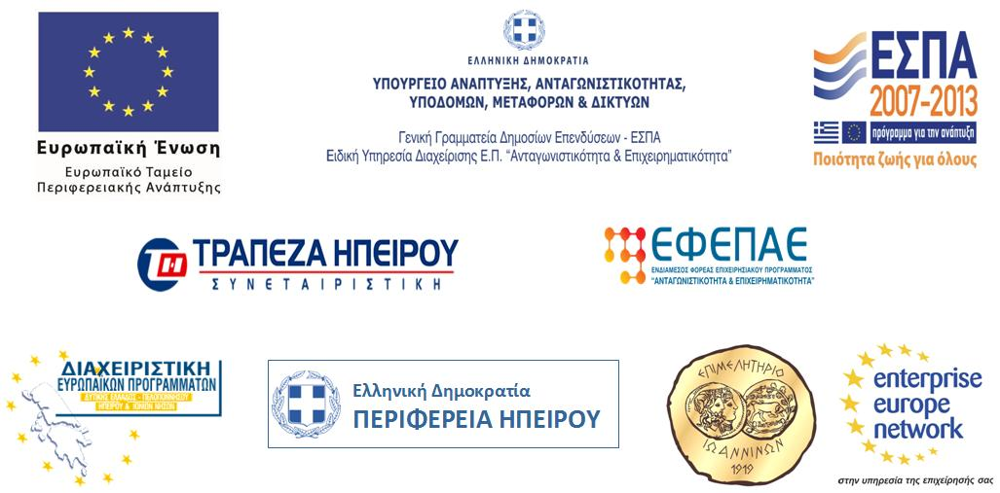 Ευρωπαϊκή Ένωση
Ευρωπαϊκό Ταμείο
Περιφερειακής Ανάπτυξης
ΕΛΛΗΝΙΚΗ ΔΗΜΟΚΡΑΤΙΑ
ΥΠΟΥΡΓΕΙΟ ΑΝΑΠΤΥΞΗΣ, ΑΝΤΑΓΩΝΙΣΤΙΚΟΤΗΤΑΣ,
ΥΠΟΔΟΜΩΝ, ΜΕΤΑΦΟΡΩΝ & ΔΙΚΤΥΩΝ
Γενική Γραμματεία Δημοσίων Επενδύσεων - ΕΣΠΑ
Ειδική Υπηρεσία Διαχείρισης Ε.Π. “Ανταγωνιστικότητα & Επιχειρηματικότητα”
ΕΣΠΑ
2007-2013
πρόγραμμα για την ανάπτυξη
Ποιότητα ζωής για όλους
ΤΡΑΠΕΖΑ ΗΠΕΙΡΟΥ
ΣΥΝΕΤΑΙΡΙΣΤΙΚΗ
ΕΦΕΠΑΕ
ΕΝΔΙΑΜΕΣΟΣ ΦΟΡΕΑΣ ΕΠΙΧΕΙΡΗΣΙΑΚΟΥ ΠΡΟΓΡΑΜΜΑΤΟΣ
“ΑΝΤΑΓΩΝΙΣΤΙΚΟΤΗΤΑ & ΕΠΙΧΕΙΡΗΜΑΤΙΚΟΤΗΤΑ”
ΔΙΑΧΕΙΡΙΣΤΙΚΗ
ΕΥΡΩΠΑΪΚΩΝ ΠΡΟΓΡΑΜΜΑΤΩΝ
ΔΥΤΙΚΗΣ ΕΛΛΑΔΟΣ - ΠΕΛΟΠΟΝΝΗΣΟΥ
ΗΠΕΙΡΟΥ & ΙΟΝΙΩΝ ΝΗΣΩΝ
Ελληνική Δημοκρατία
ΠΕΡΙΦΕΡΕΙΑ ΗΠΕΙΡΟΥ
ΕΠΙΜΕΛΗΤΗΡΙΟ
ΙΩΑΝΝΙΝΩΝ
1919
enterprise
europe
network
στην υπηρεσία της επιχείρησής σας